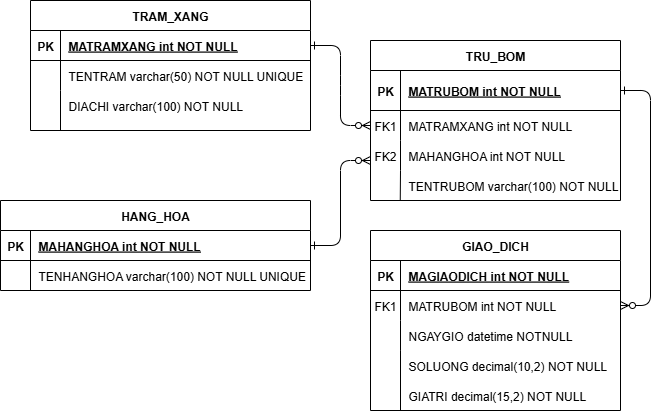 TRAM_XANG
PK MATRAMXANG int NOT NULL
TENTRAM varchar(50) NOT NULL UNIQUE
DIACHI varchar(100) NOT NULL
TRU_BOM
PK MATRUBOM int NOT NULL
FK1 MATRAMXANG int NOT NULL
FK2 MAHANGHOA int NOT NULL
TENTRUBOM varchar(100) NOT NULL
HANG_HOA
PK MAHANGHOA int NOT NULL
TENHANGHOA varchar(100) NOT NULL UNIQUE
GIAO_DICH
PK MAGIAODICH int NOT NULL
FK1 MATRUBOM int NOT NULL
NGAYGIO datetime NOTNULL
SOLUONG decimal(10,2) NOT NULL
GIATRI decimal(15,2) NOT NULL